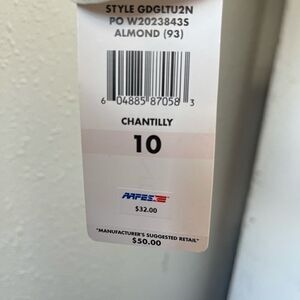 STYLE GDGLTU2N
PO W2023843S
ALMOND (93)
6 04885 87058 3
CHANTILLY
10
AAFES
$32.00
"MANUFACTURER'S SUGGESTED RETAIL"
$50.00